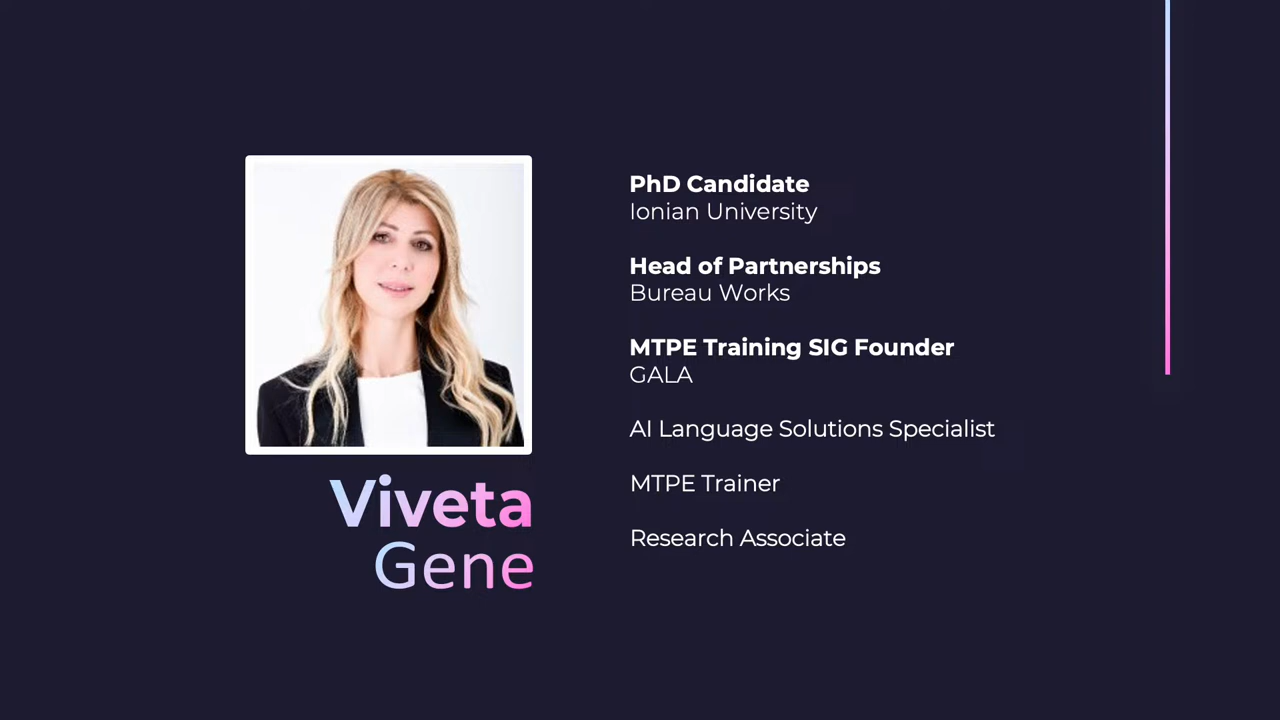 Viveta
Gene
PhD Candidate
Ionian University
Head of Partnerships
Bureau Works
MTPE Training SIG Founder
GALA
AI Language Solutions Specialist
MTPE Trainer
Research Associate